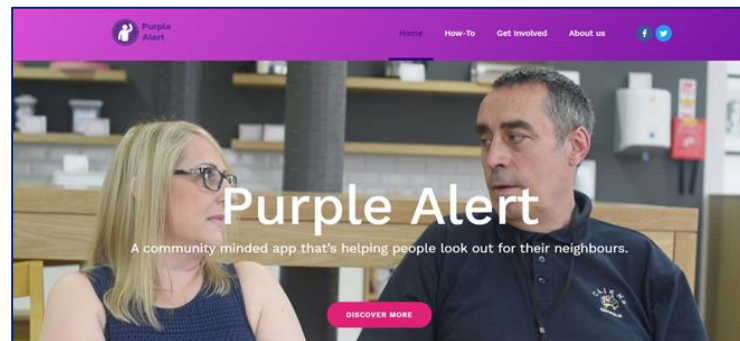 Purple
Alert
Home How-To Get Involved About us
Purple Alert
A community minded app that's helping people look out for their neighbours.
DISCOVER MORE